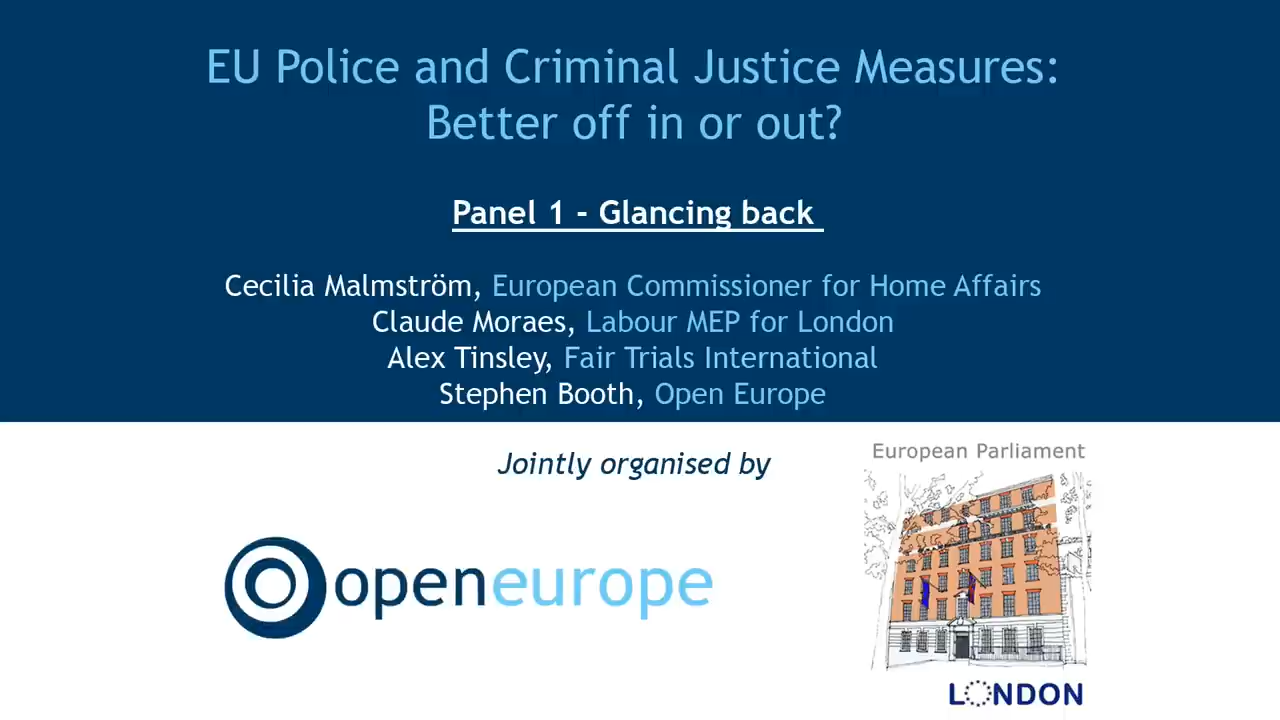 EU Police and Criminal Justice Measures:
Better off in or out?
Panel 1 - Glancing back
Cecilia Malmström, European Commissioner for Home Affairs
Claude Moraes, Labour MEP for London
Alex Tinsley, Fair Trials International
Stephen Booth, Open Europe
Jointly organised by
European Parliament
openeurope
LONDON